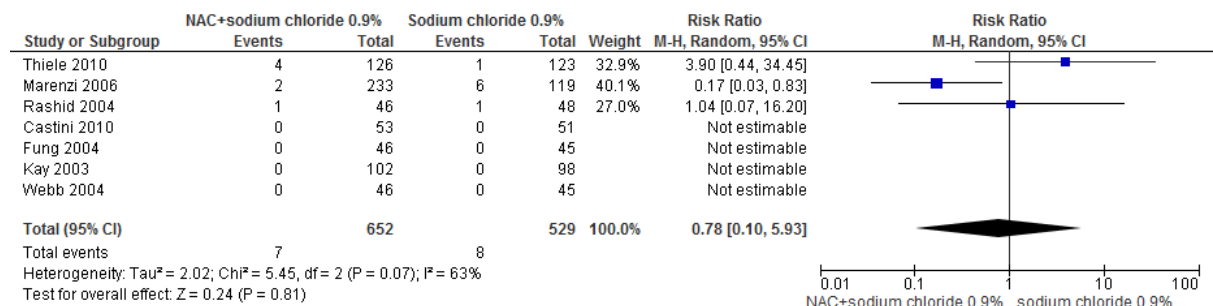 NAC+sodium chloride 0.9% Sodium chloride 0.9% Risk Ratio Risk Ratio
Study or Subgroup Events Total Events Total Weight M-H, Random, 95% CI M-H, Random, 95% CI
Thiele 2010 4 126 1 123 32.9% 3.90 [0.44, 34.45]
Marenzi 2006 2 233 6 119 40.1% 0.17 [0.03, 0.83]
Rashid 2004 1 46 1 48 27.0% 1.04 [0.07, 16.20]
Castini 2010 0 53 0 51 Not estimable
Fung 2004 0 46 0 45 Not estimable
Kay 2003 0 102 0 98 Not estimable
Webb 2004 0 46 0 45 Not estimable
Total (95% CI) 652 529 100.0% 0.78 [0.10, 5.93]
Total events 7 8
Heterogeneity: Tau² = 2.02; Chi² = 5.45, df = 2 (P = 0.07); I² = 63%
Test for overall effect: Z = 0.24 (P = 0.81)
0.01 0.1 1 10 100
NAC+sodium chloride 0.9% sodium chloride 0.9%